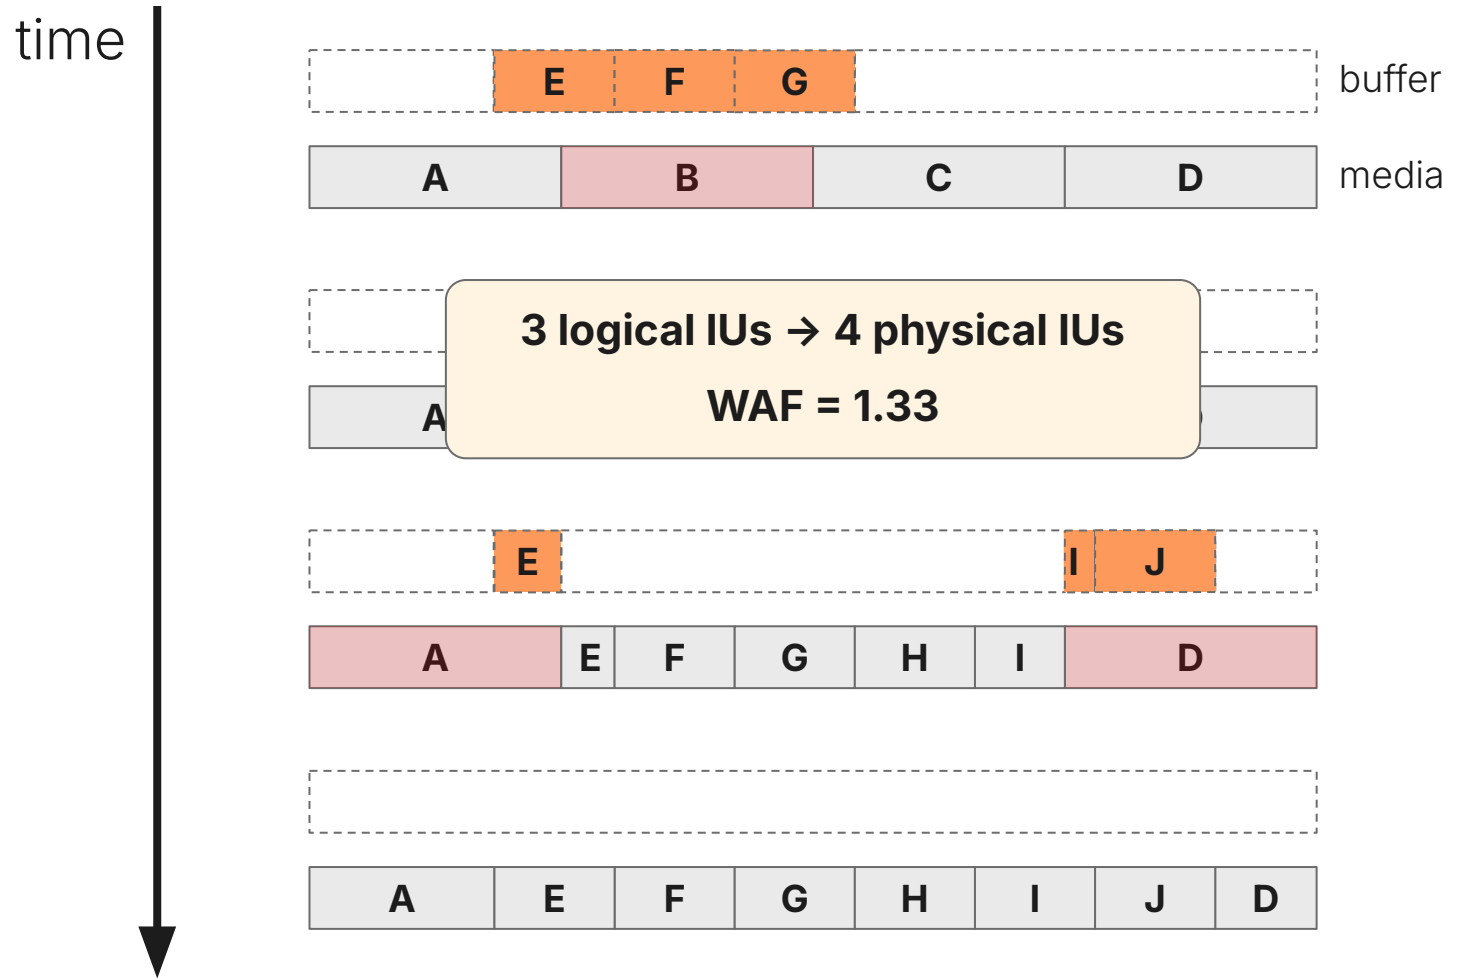 time
E F G
buffer
A B C D
media
3 logical IUs → 4 physical IUs
A
WAF = 1.33
E I J
A E F G H I D
A E F G H I J D